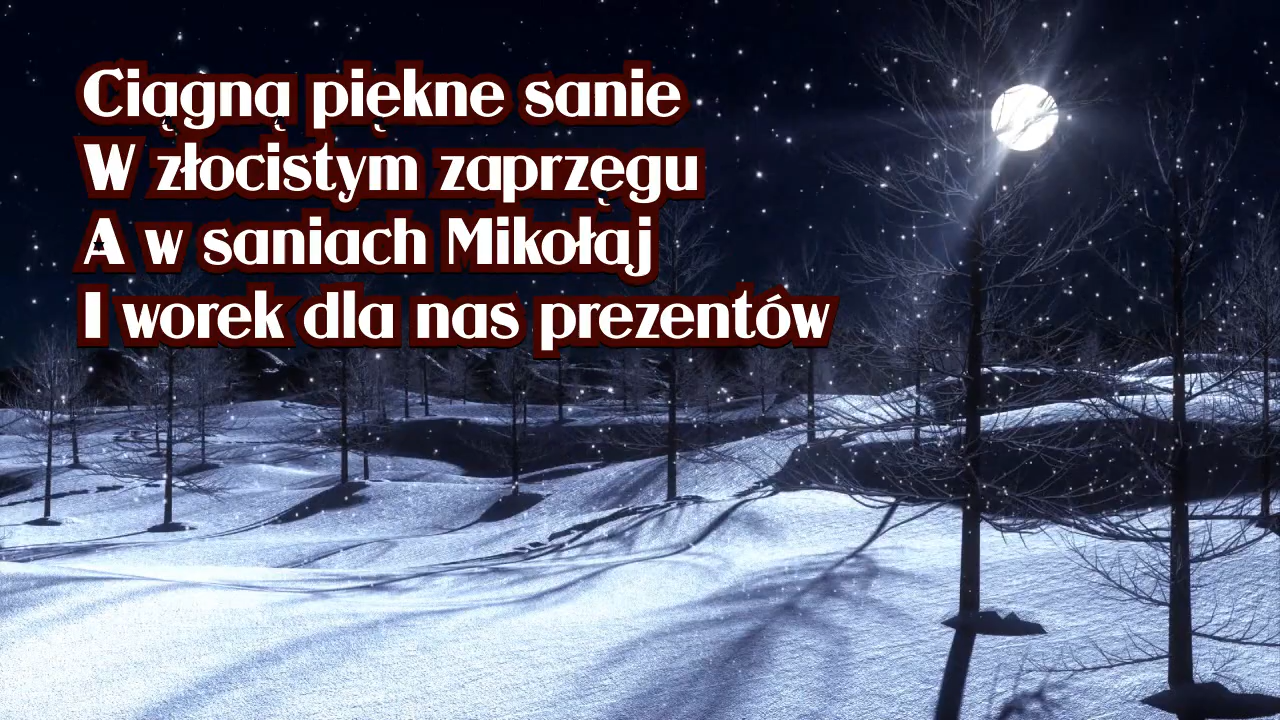 Ciągną piękne sanie
W złocistym zaprzęgu
A w saniach Mikołaj
I worek dla nas prezentów